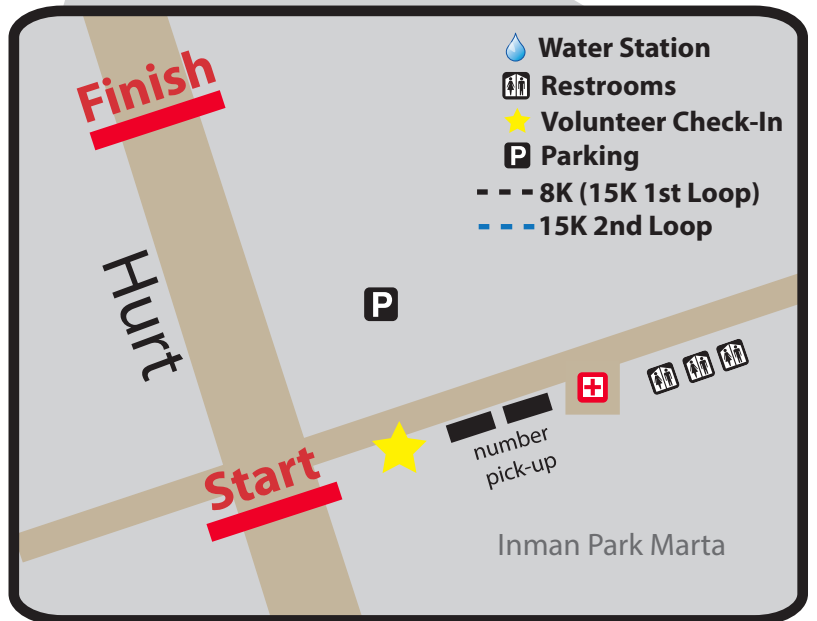 Finish
Water Station
Restrooms
Volunteer Check-In
P Parking
8K (15K 1st Loop)
15K 2nd Loop
Hurt
P
Start
number
pick-up
Inman Park Marta